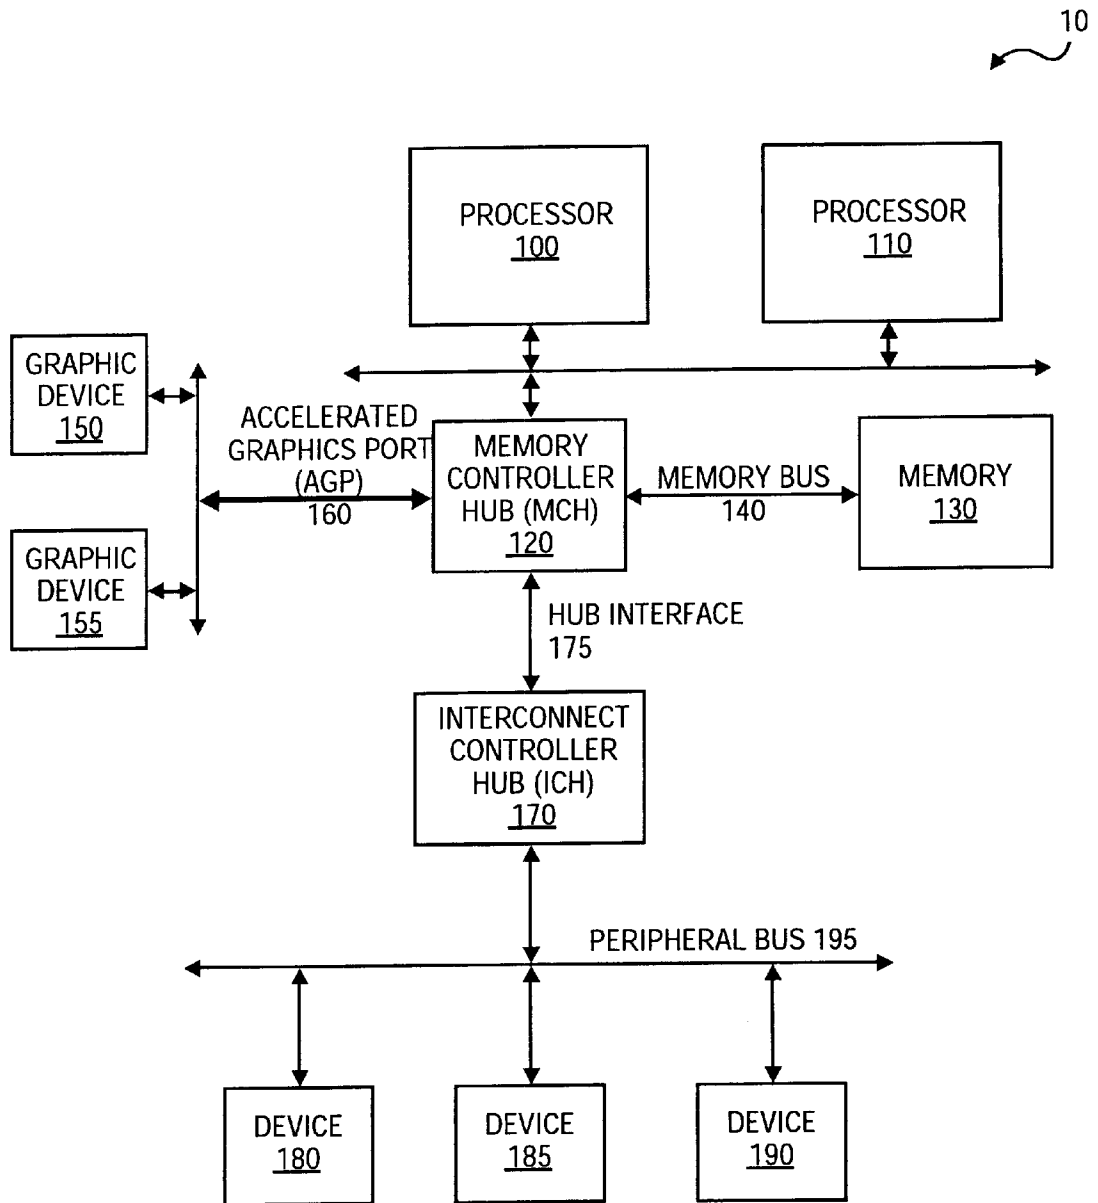 10
PROCESSOR
100
PROCESSOR
110
GRAPHIC
DEVICE
150
ACCELERATED
GRAPHICS PORT
(AGP)
160
MEMORY
CONTROLLER
HUB (MCH)
120
MEMORY BUS
140
MEMORY
130
GRAPHIC
DEVICE
155
HUB INTERFACE
175
INTERCONNECT
CONTROLLER
HUB (ICH)
170
PERIPHERAL BUS 195
DEVICE
180
DEVICE
185
DEVICE
190